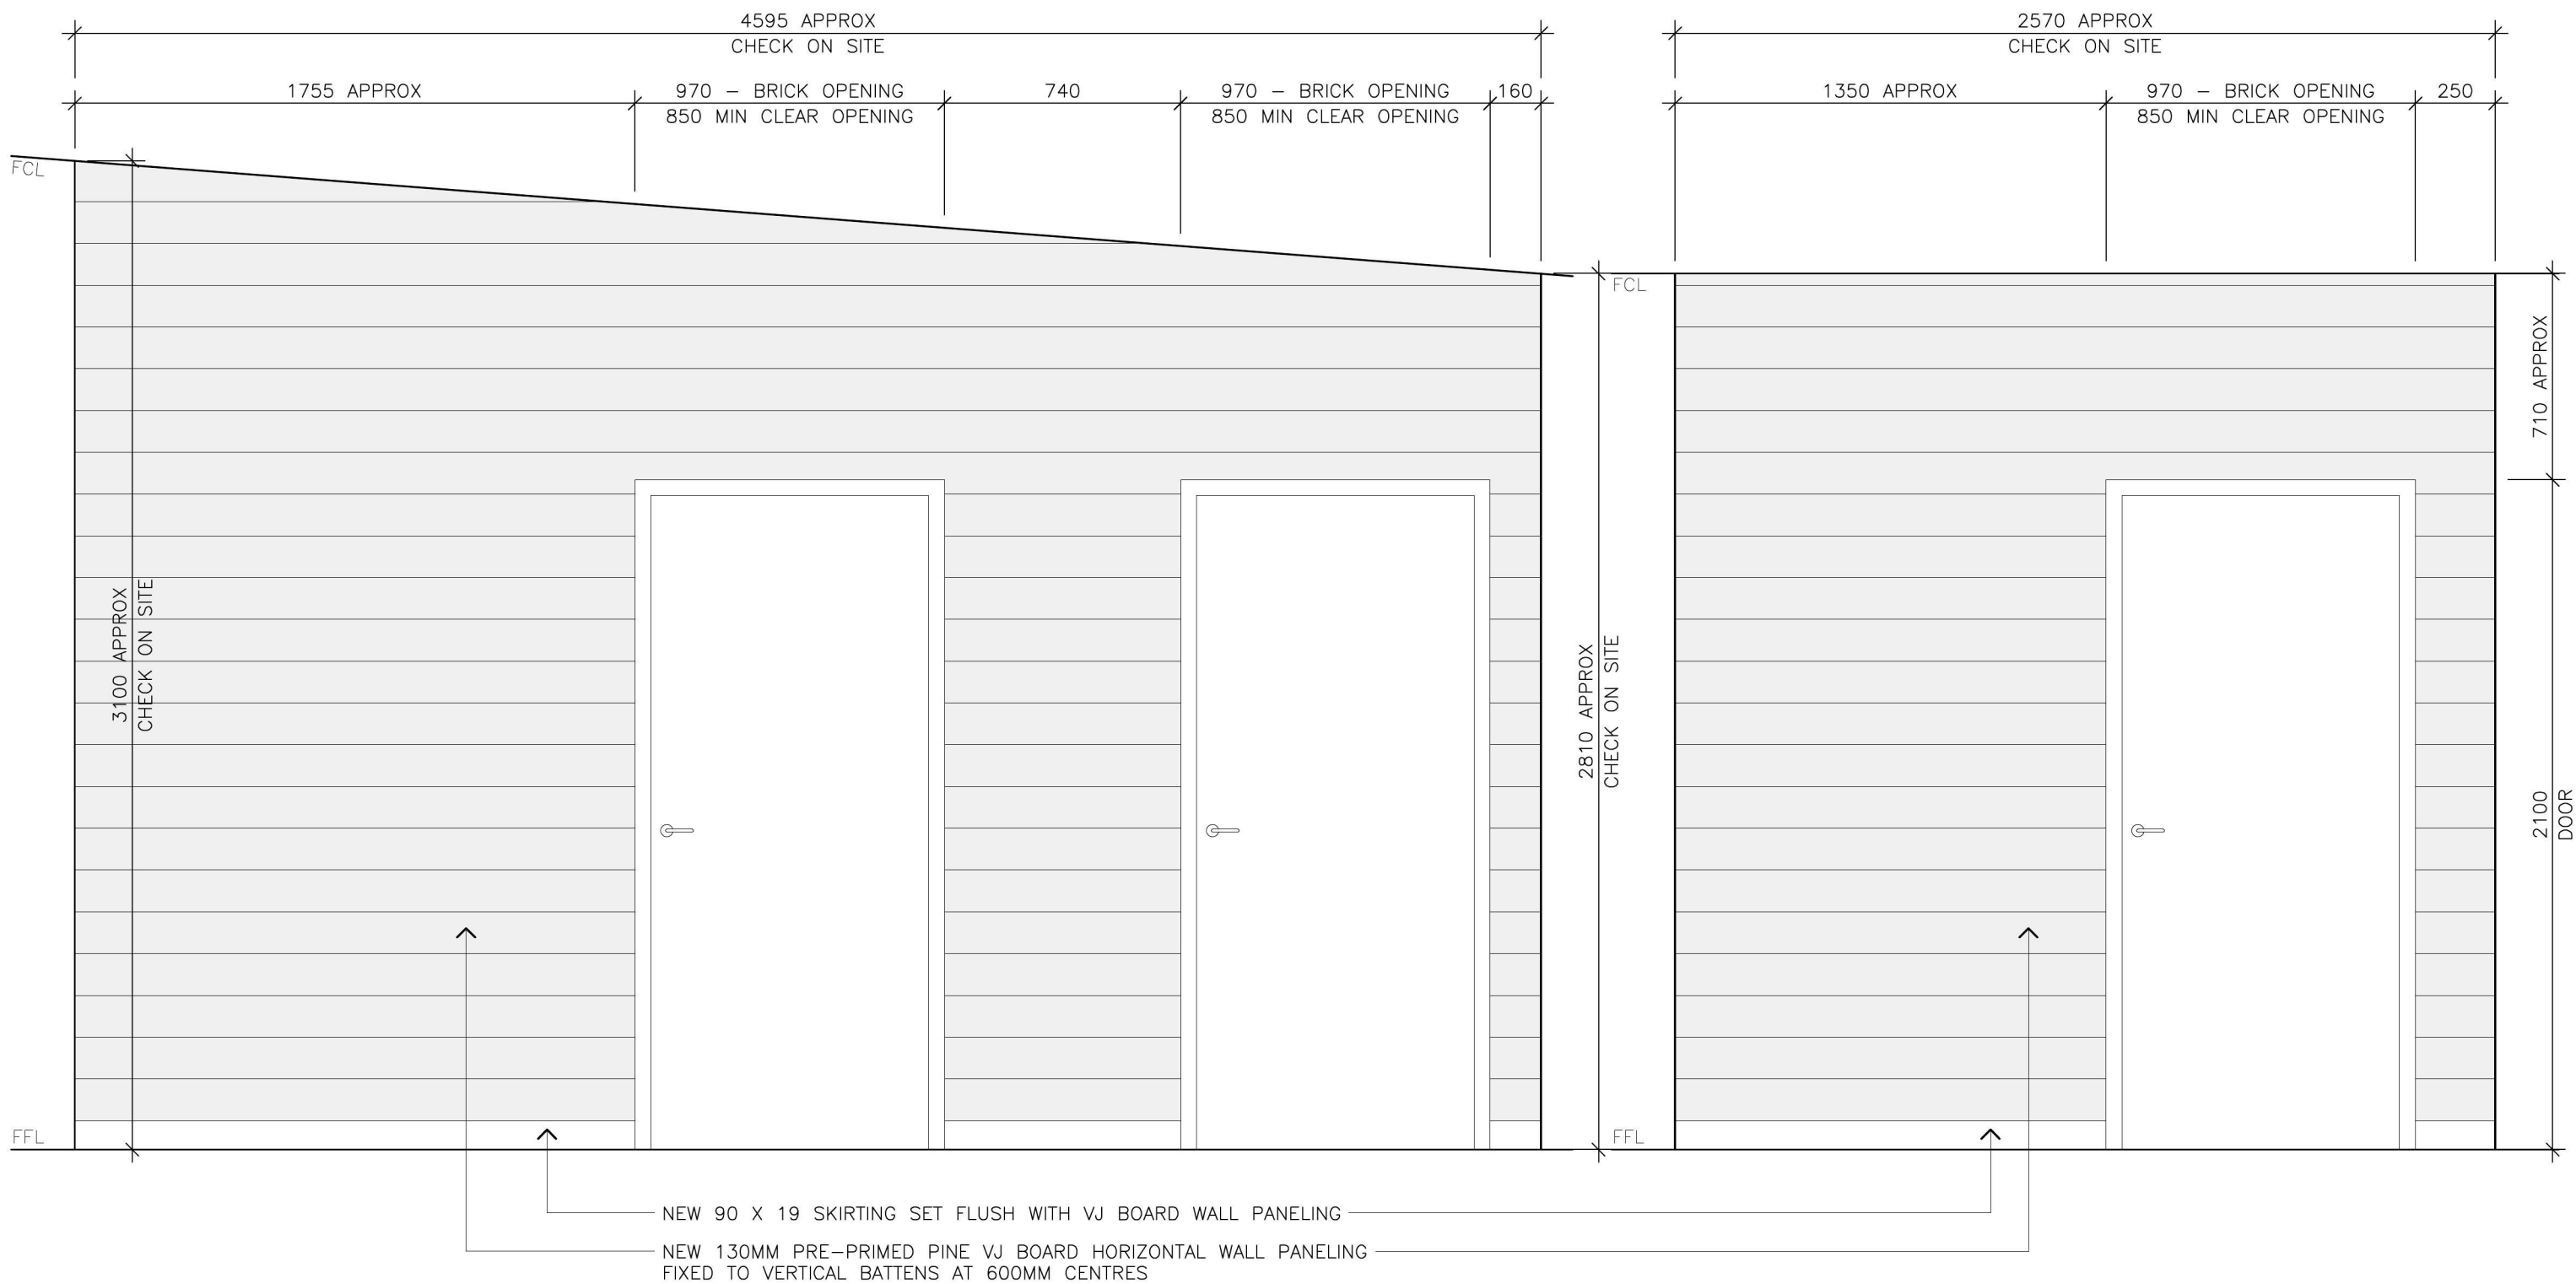 4595 APPROX
CHECK ON SITE
2570 APPROX
CHECK ON SITE
1755 APPROX
970 – BRICK OPENING
850 MIN CLEAR OPENING
740
970 – BRICK OPENING
850 MIN CLEAR OPENING
160
1350 APPROX
970 – BRICK OPENING
850 MIN CLEAR OPENING
250
FCL
FCL
710 APPROX
3100 APPROX
CHECK ON SITE
2810 APPROX
CHECK ON SITE
2100
DOOR
FFL
FFL
NEW 90 X 19 SKIRTING SET FLUSH WITH VJ BOARD WALL PANELING
NEW 130MM PRE–PRIMED PINE VJ BOARD HORIZONTAL WALL PANELING
FIXED TO VERTICAL BATTENS AT 600MM CENTRES